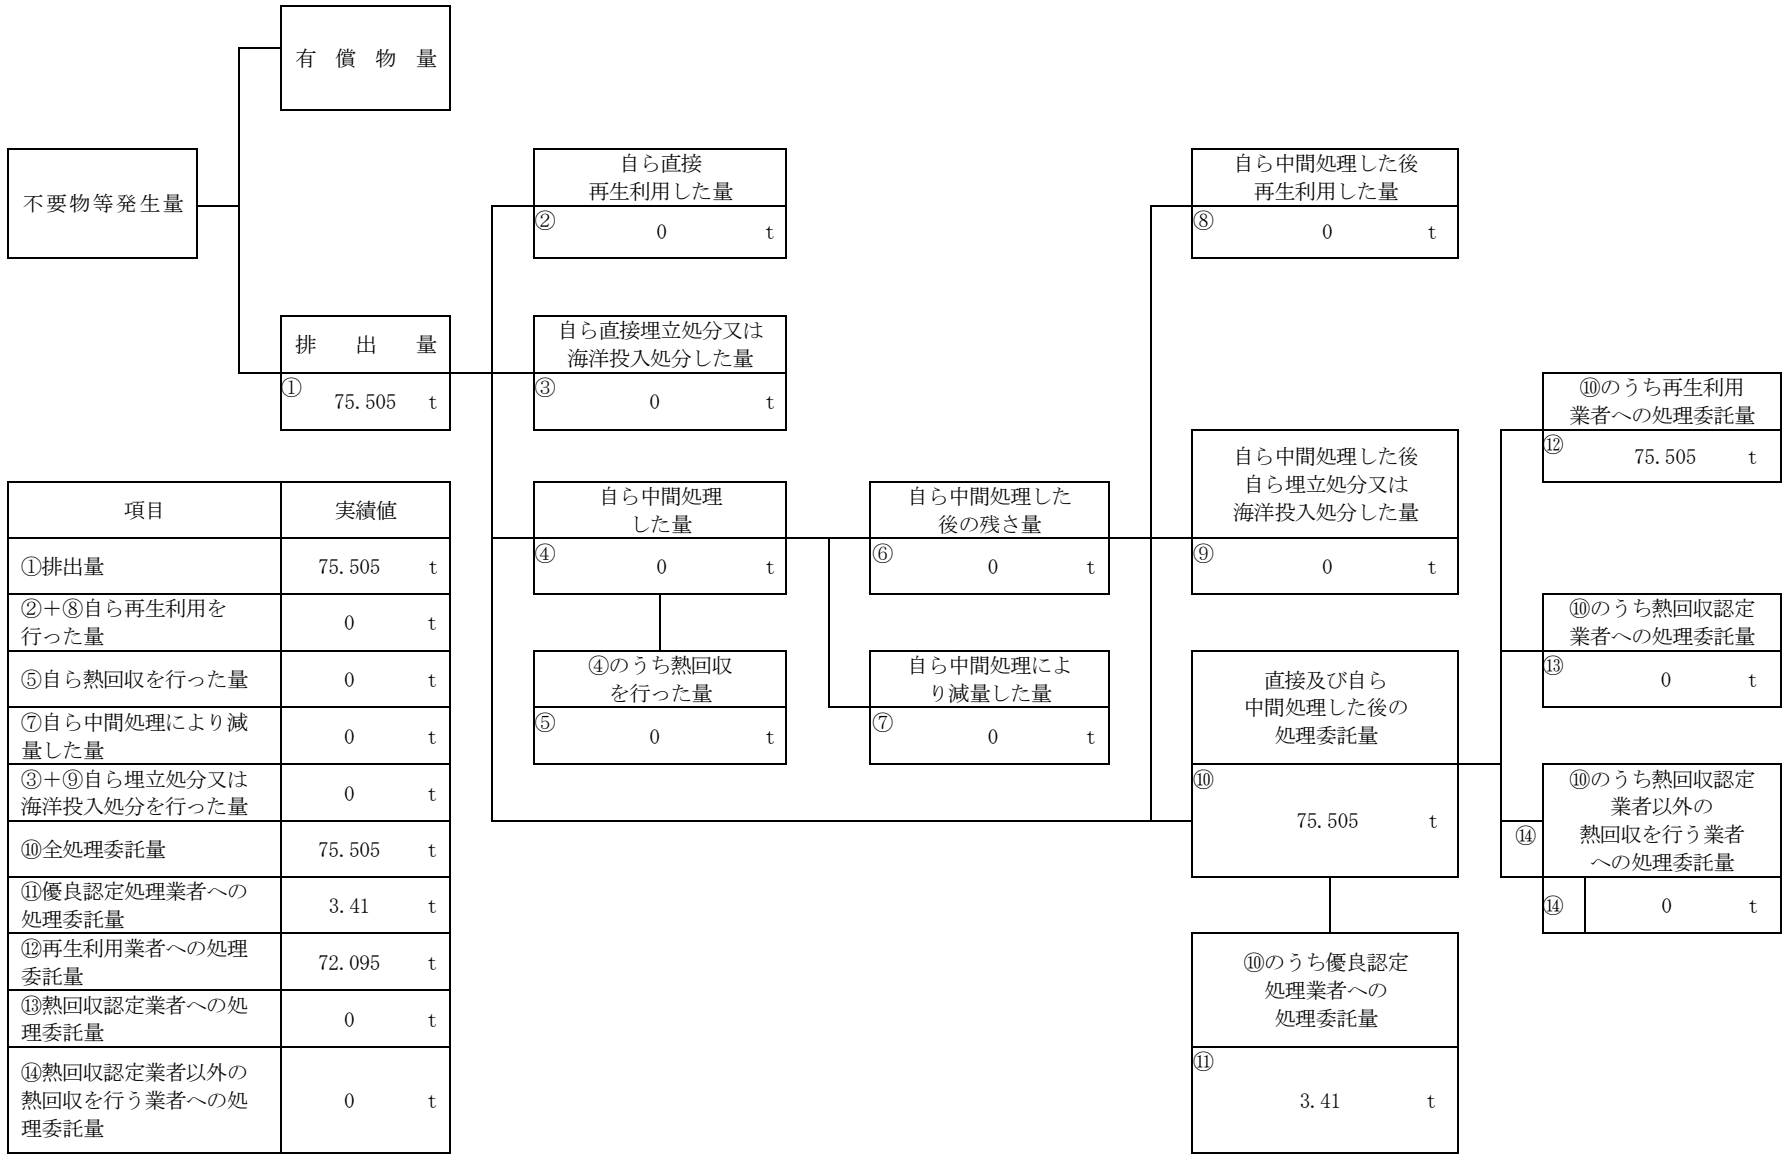 有 償 物 量
不要物等発生量
自ら直接
再生利用した量
② 0 t
自ら中間処理した後
再生利用した量
⑧ 0 t
排 出 量
① 75.505 t
自ら直接埋立処分又は
海洋投入処分した量
③ 0 t
⑩のうち再生利用
業者への処理委託量
⑫ 75.505 t
自ら中間処理
した量
④ 0 t
自ら中間処理した
後の残さ量
⑥ 0 t
自ら中間処理した後
自ら埋立処分又は
海洋投入処分した量
⑨ 0 t
⑩のうち熱回収認定
業者への処理委託量
⑬ 0 t
④のうち熱回収
を行った量
⑤ 0 t
自ら中間処理によ
り減量した量
⑦ 0 t
直接及び自ら
中間処理した後の
処理委託量
⑩ 75.505 t
⑩のうち熱回収認定
業者以外の
熱回収を行う業者
への処理委託量
⑭
⑭ 0 t
⑩のうち優良認定
処理業者への
処理委託量
⑪ 3.41 t
項目 実績値
①排出量 75.505 t
②＋⑧自ら再生利用を
行った量 0 t
⑤自ら熱回収を行った量 0 t
⑦自ら中間処理により減
量した量 0 t
③＋⑨自ら埋立処分又は
海洋投入処分を行った量 0 t
⑩全処理委託量 75.505 t
⑪優良認定処理業者への
処理委託量 3.41 t
⑫再生利用業者への処理
委託量 72.095 t
⑬熱回収認定業者への処
理委託量 0 t
⑭熱回収認定業者以外の
熱回収を行う業者への処 0 t
理委託量